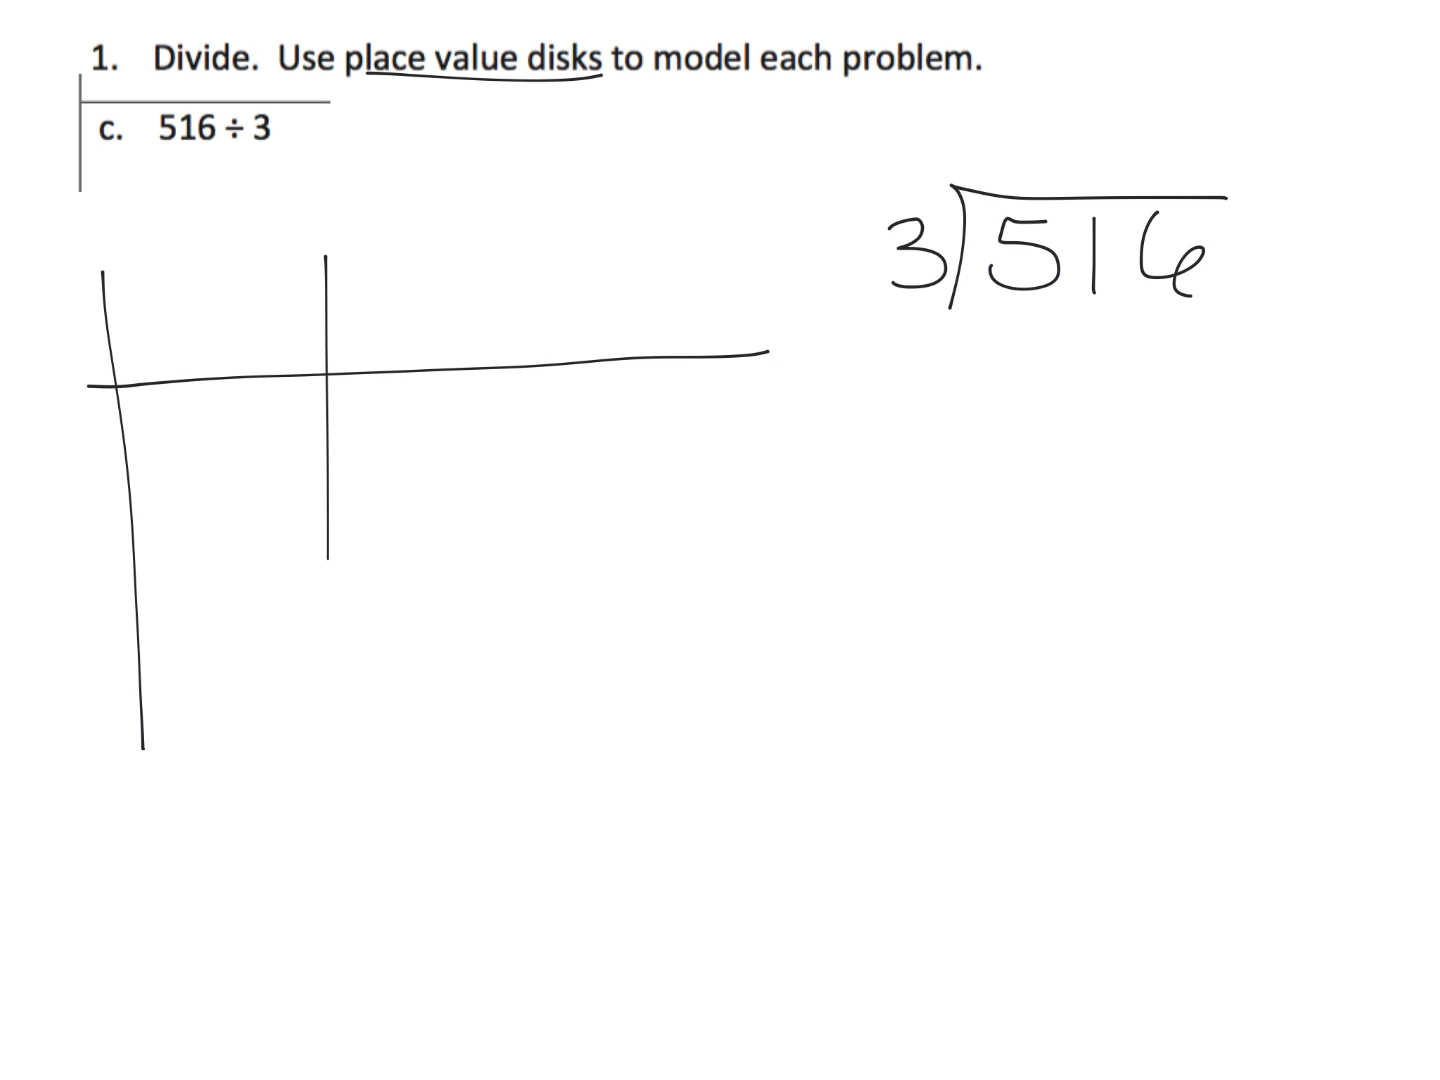 1. Divide. Use place value disks to model each problem.
c. 516 ÷ 3
3)516